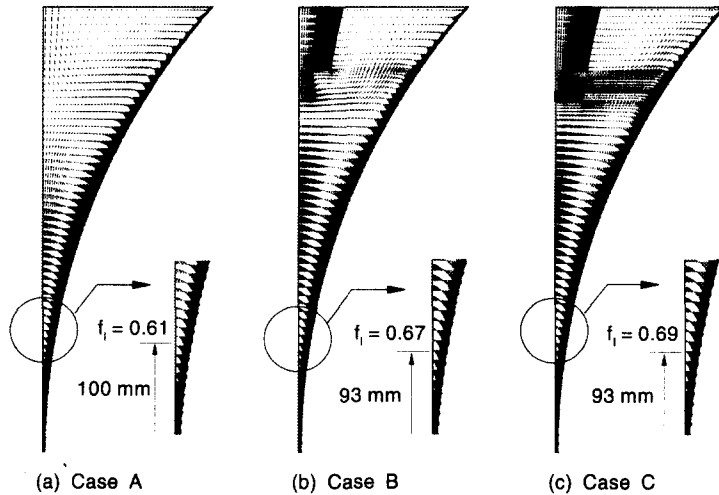 f_l = 0.61
100 mm
f_l = 0.67
93 mm
f_l = 0.69
93 mm
(a) Case A
(b) Case B
(c) Case C